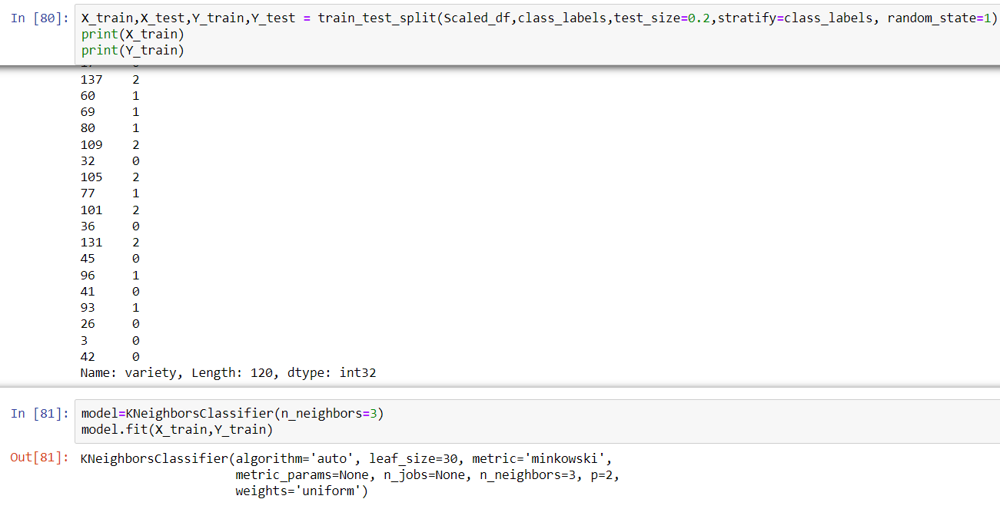 In [80]: X_train,X_test,Y_train,Y_test = train_test_split(Scaled_df,class_labels,test_size=0.2,stratify=class_labels, random_state=1)
print(X_train)
print(Y_train)
137 2
60 1
69 1
80 1
109 2
32 0
105 2
77 1
101 2
36 0
131 2
45 0
96 1
41 0
93 1
26 0
3 0
42 0
Name: variety, Length: 120, dtype: int32
In [81]: model=KNeighborsClassifier(n_neighbors=3)
model.fit(X_train,Y_train)
Out[81]: KNeighborsClassifier(algorithm='auto', leaf_size=30, metric='minkowski',
metric_params=None, n_jobs=None, n_neighbors=3, p=2,
weights='uniform')